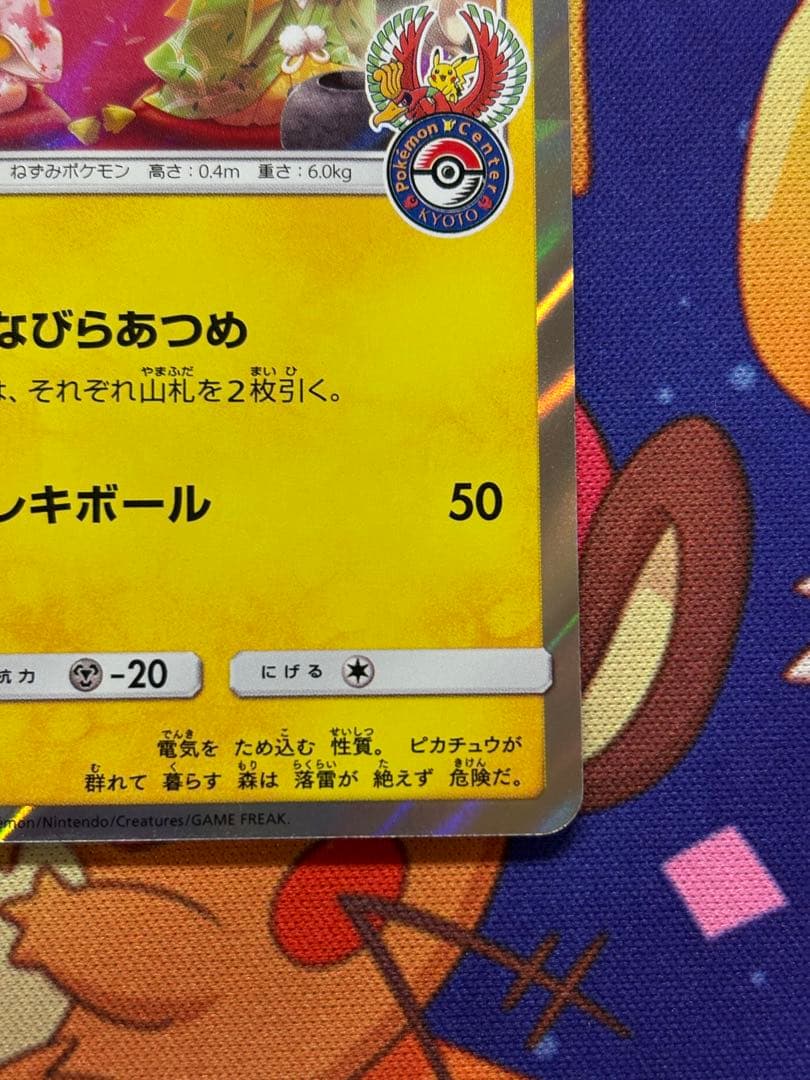 Pokémon Center
KYOTO
ねずみポケモン 高さ：0.4m 重さ：6.0kg
なびらあつめ
やまふだ まい ひ
は、それぞれ山札を2枚引く。
ンキボール 50
抗力 -20 にげる
でんき こ せいしつ
電気を ため込む 性質。 ピカチュウが
む く もり らくらい た きけん
群れて 暮らす 森は 落雷が 絶えず 危険だ。
émon/Nintendo/Creatures/GAME FREAK.